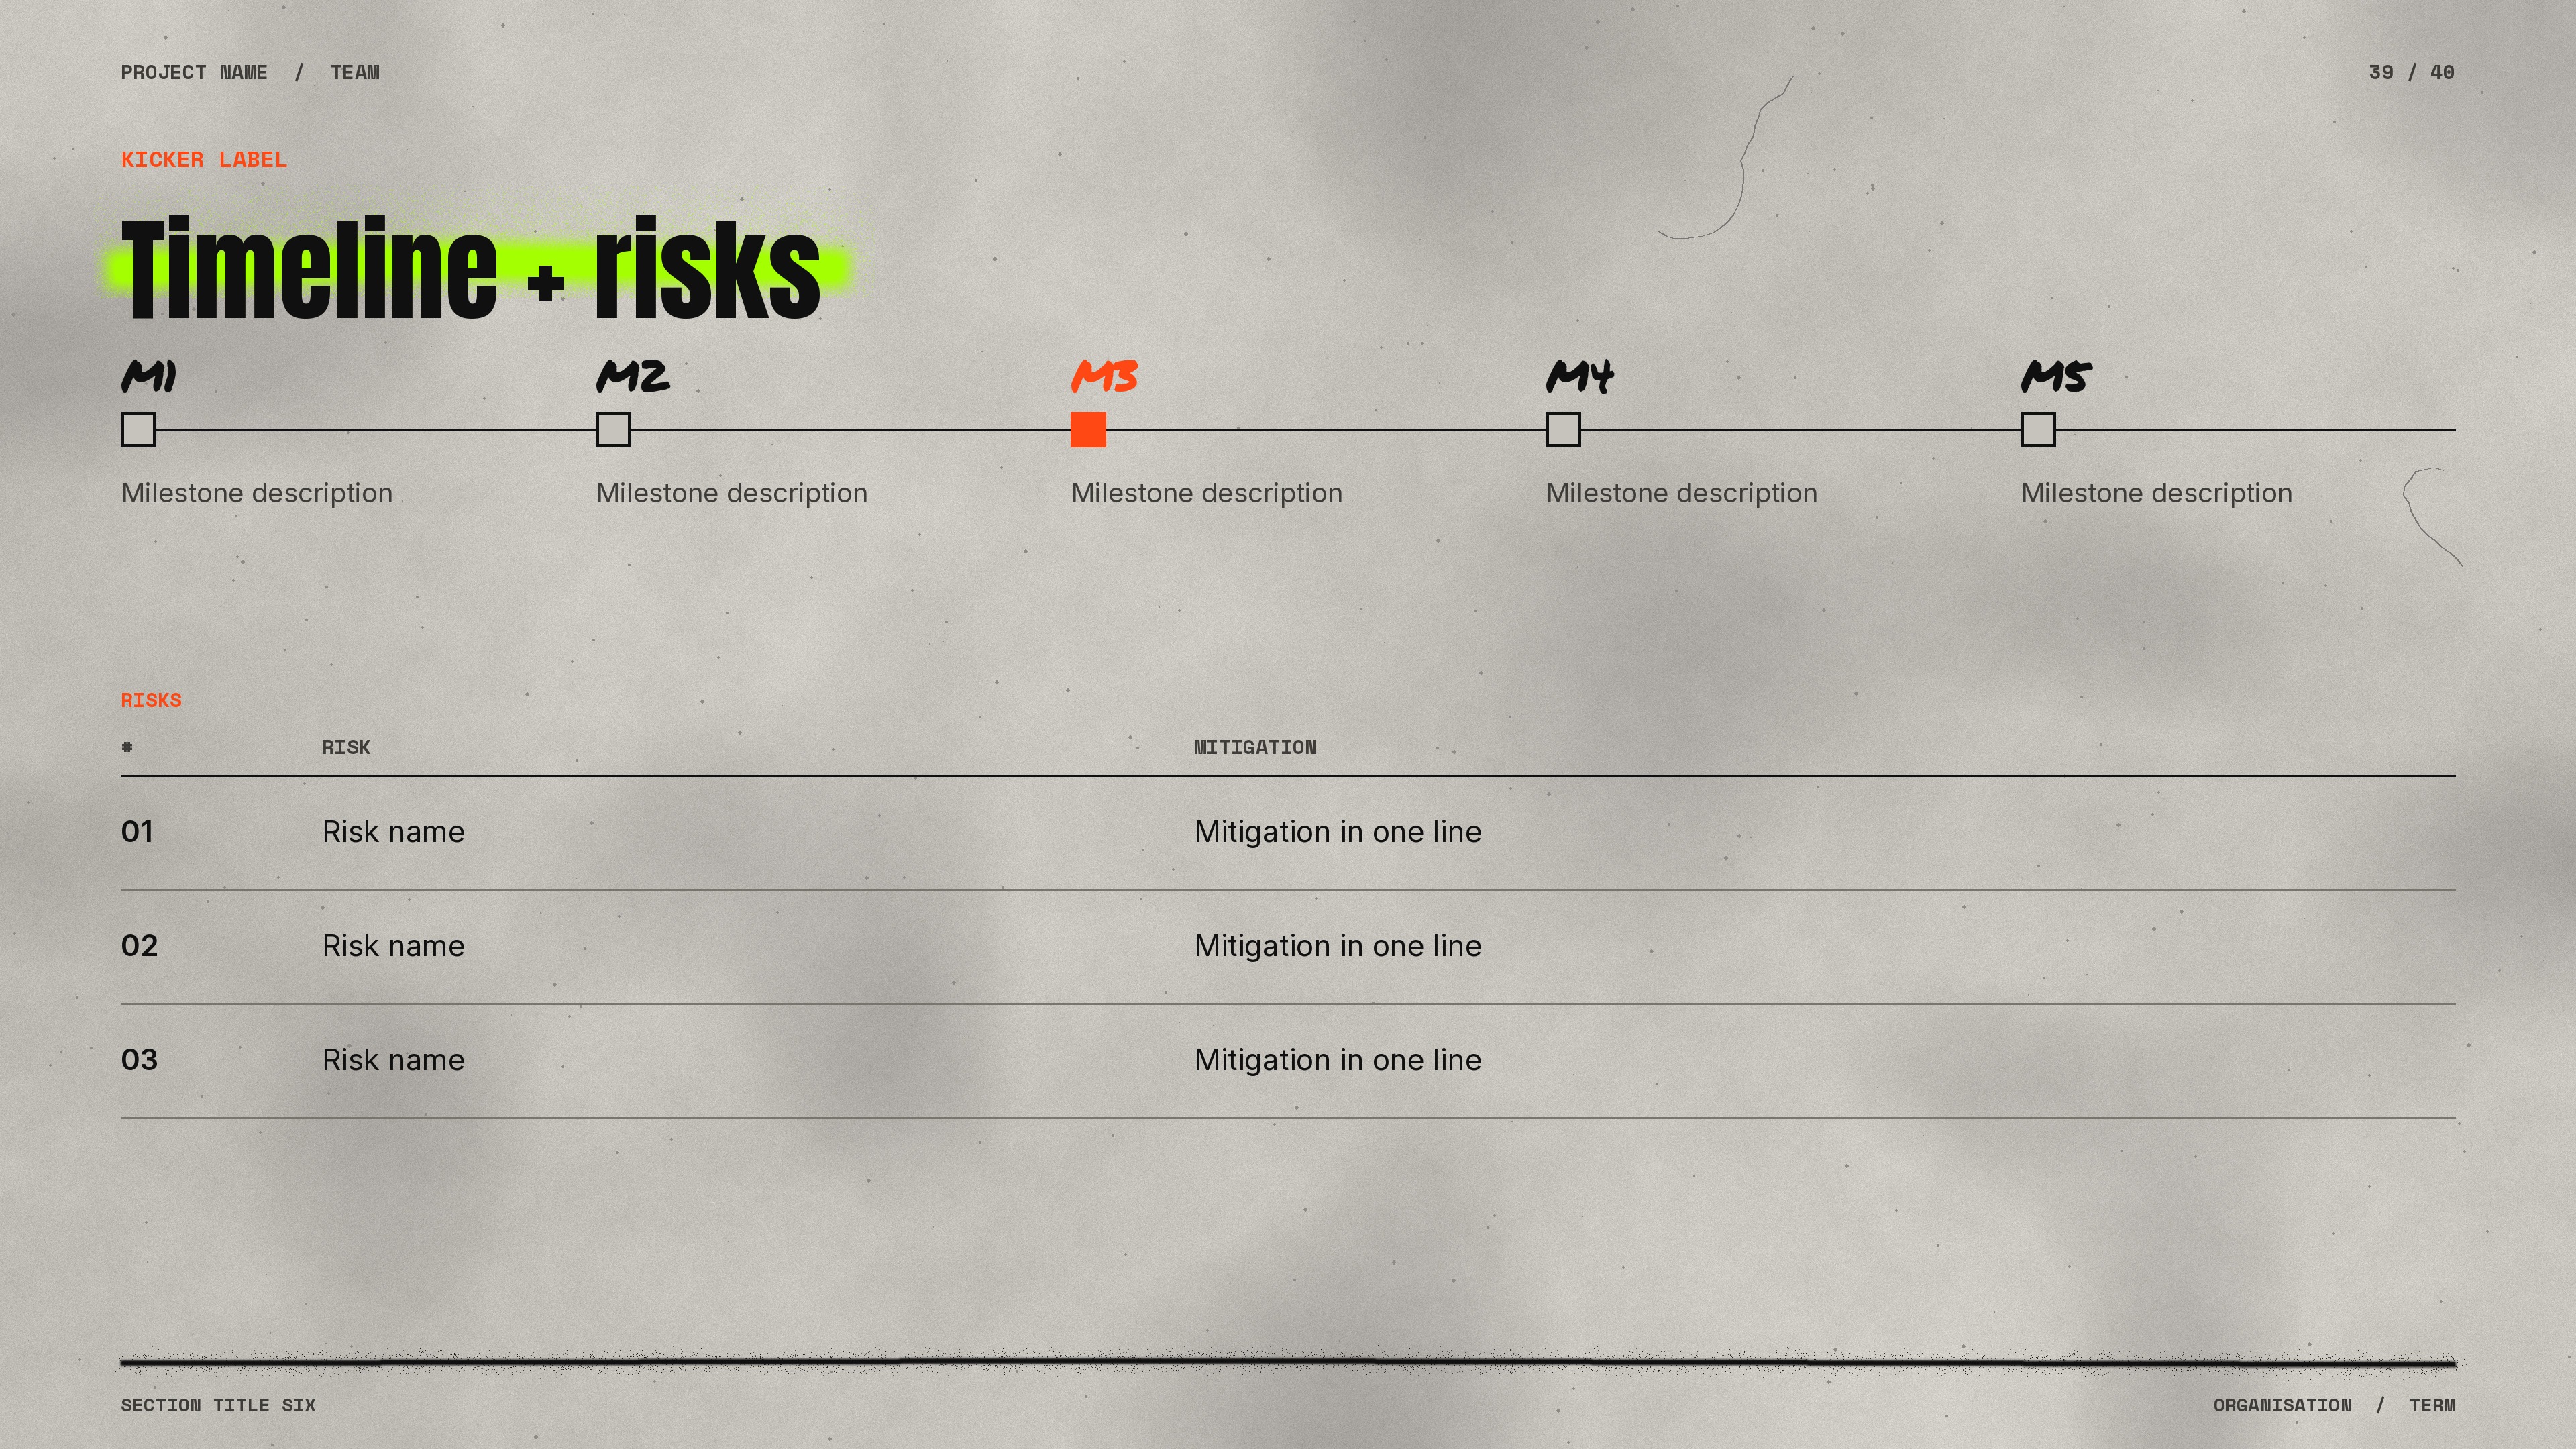 PROJECT NAME / TEAM
39 / 40
KICKER LABEL
Timeline + risks
M1 M2 M3 M4 M5
Milestone description Milestone description Milestone description Milestone description Milestone description
RISKS
# RISK MITIGATION
01 Risk name Mitigation in one line
02 Risk name Mitigation in one line
03 Risk name Mitigation in one line
SECTION TITLE SIX
ORGANISATION / TERM